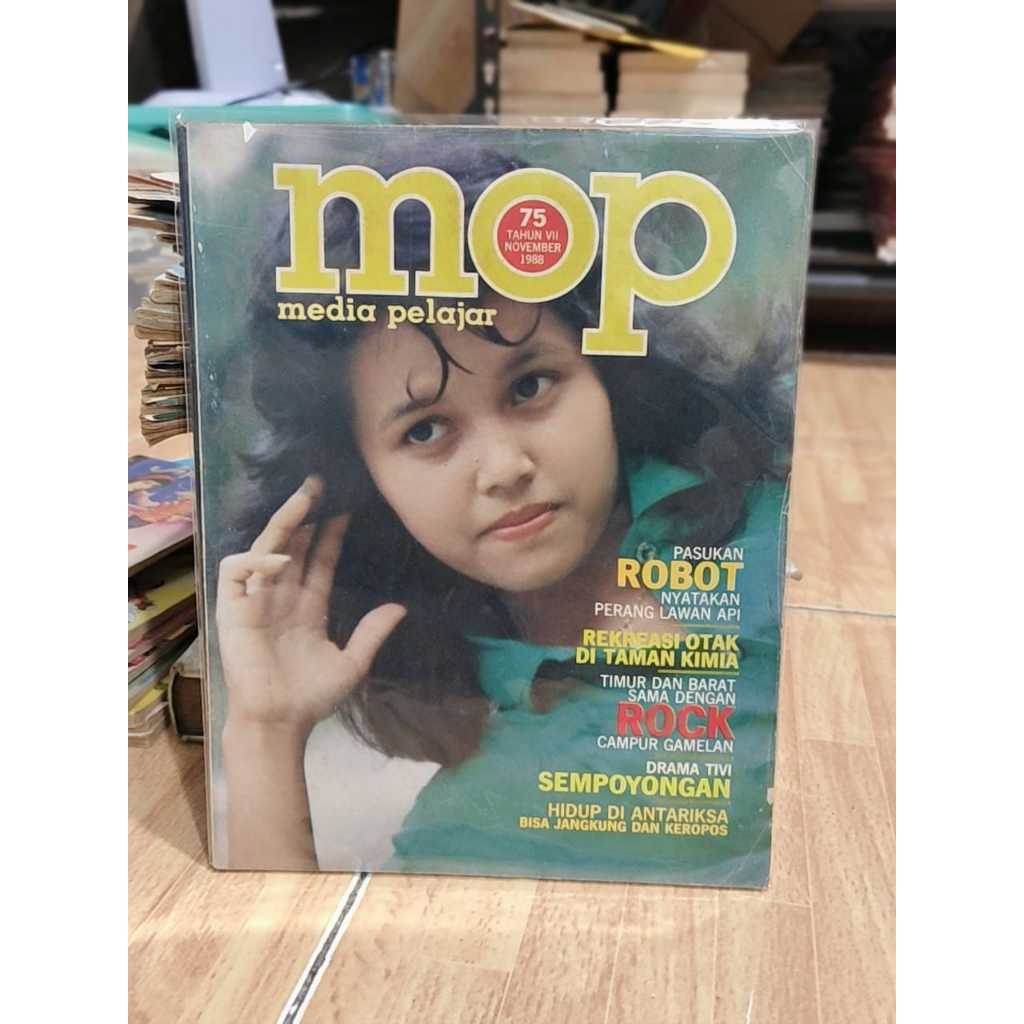 mop
75
TAHUN VII
NOVEMBER
1988
media pelajar
PASUKAN
ROBOT
NYATAKAN
PERANG LAWAN API
REKREASI OTAK
DI TAMAN KIMIA
TIMUR DAN BARAT
SAMA DENGAN
ROCK
CAMPUR GAMELAN
DRAMA TIVI
SEMPOYONGAN
HIDUP DI ANTARIKSA
BISA JANGKUNG DAN KEROPOS